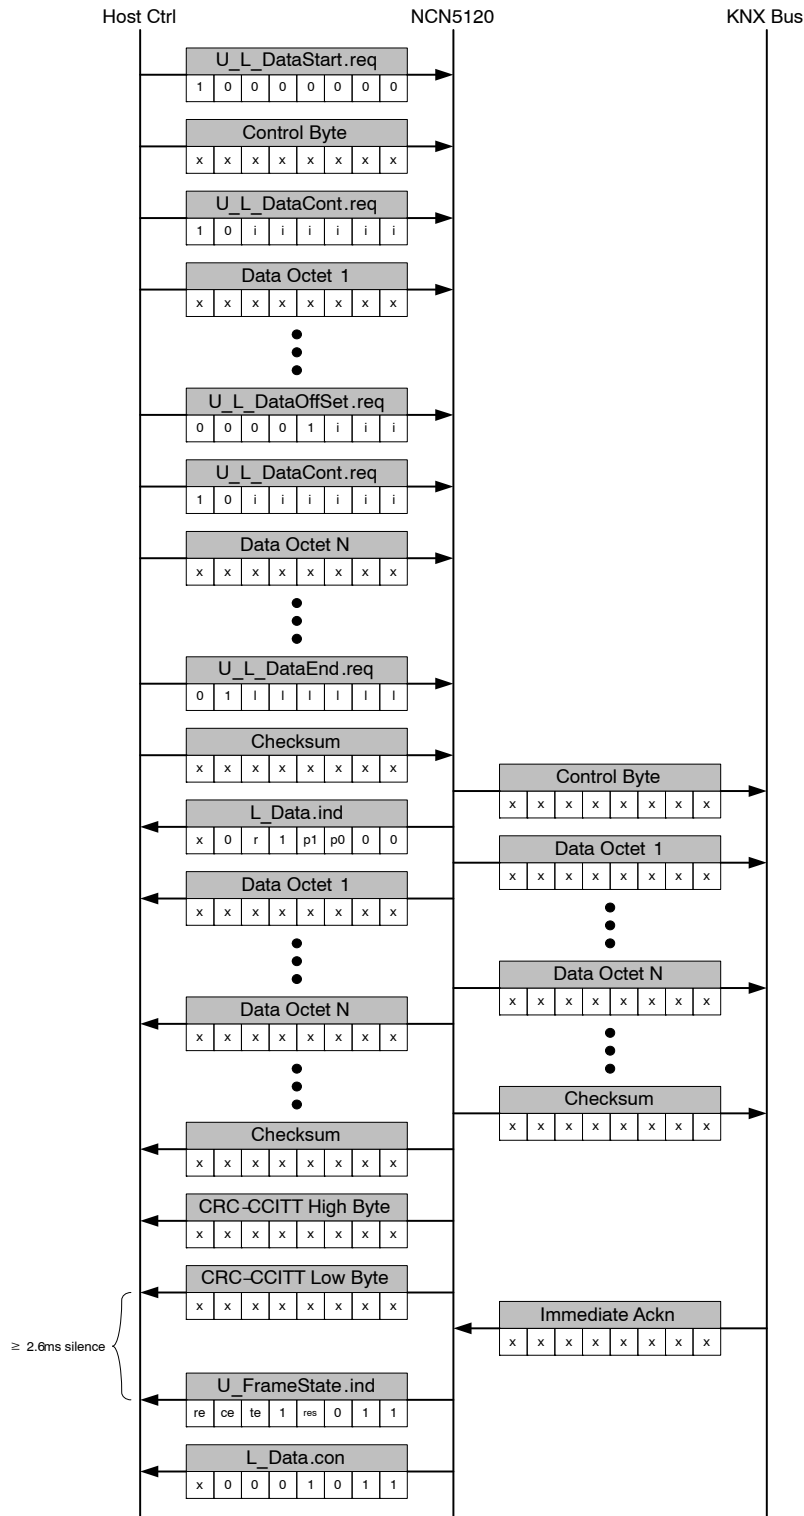 Host Ctrl NCN5120 KNX Bus
U_L_DataStart.req
1 0 0 0 0 0 0 0
Control Byte
x x x x x x x x
U_L_DataCont.req
1 0 i i i i i i
Data Octet 1
x x x x x x x x
U_L_DataOffSet.req
0 0 0 0 1 i i i
U_L_DataCont.req
1 0 i i i i i i
Data Octet N
x x x x x x x x
U_L_DataEnd.req
0 1 l l l l l l
Checksum
x x x x x x x x
Control Byte
x x x x x x x x
L_Data.ind
x 0 r 1 p1 p0 0 0
Data Octet 1
x x x x x x x x
Data Octet 1
x x x x x x x x
Data Octet N
x x x x x x x x
Data Octet N
x x x x x x x x
Checksum
x x x x x x x x
Checksum
x x x x x x x x
CRC-CCITT High Byte
x x x x x x x x
CRC-CCITT Low Byte
x x x x x x x x
Immediate Ackn
x x x x x x x x
≥ 2.6ms silence
U_FrameState.ind
re ce te 1 res 0 1 1
L_Data.con
x 0 0 0 1 0 1 1